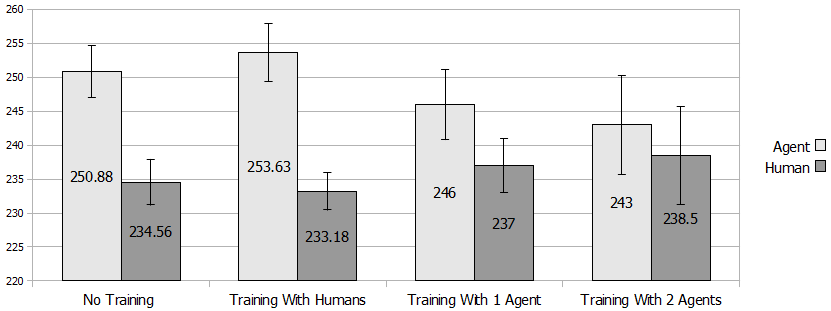 260
255
250
245
240
235
230
225
220
250.88
234.56
253.63
233.18
246
237
243
238.5
No Training
Training With Humans
Training With 1 Agent
Training With 2 Agents
Agent
Human